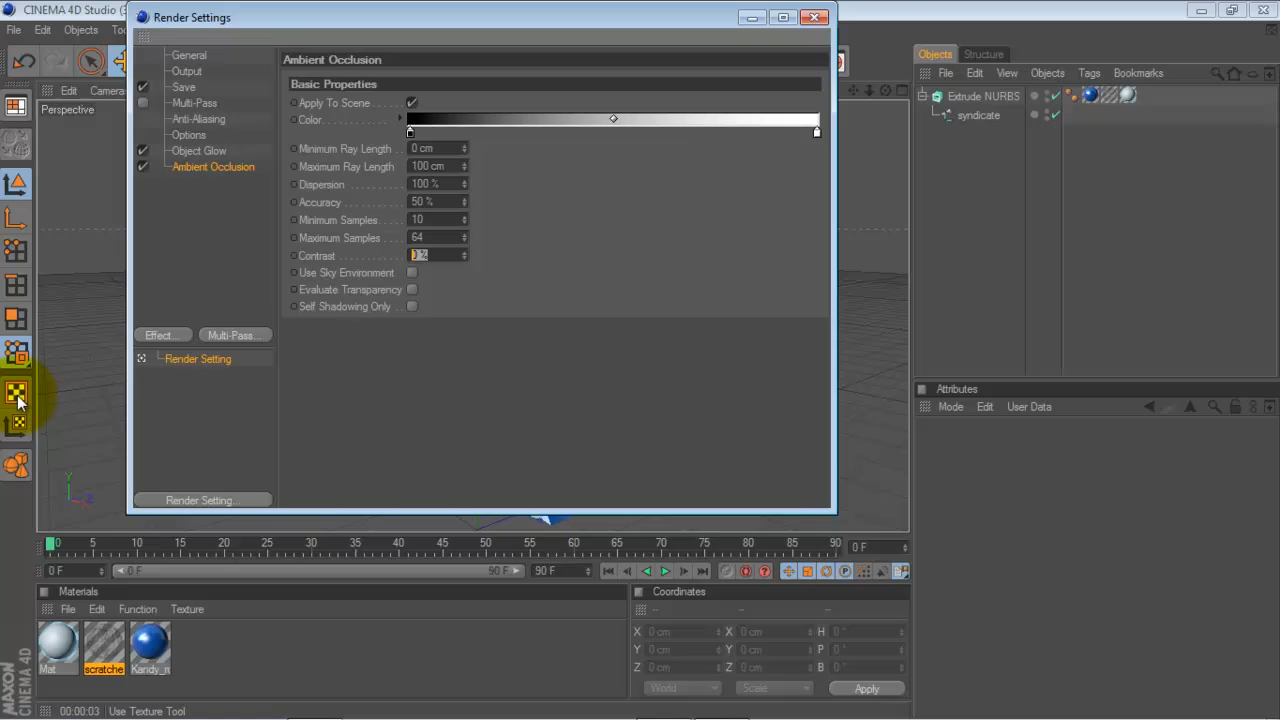 CINEMA 4D Studio (3
Render Settings
File Edit Objects To
Objects Structure
File Edit View Objects Tags Bookmarks
Extrude NURBS
syndicate
Edit Cameras
Perspective
General
Output
Save
Multi-Pass
Anti-Aliasing
Options
Object Glow
Ambient Occlusion
Effect... Multi-Pass...
Render Setting
Render Setting...
Ambient Occlusion
Basic Properties
Apply To Scene
Color
Minimum Ray Length 0 cm
Maximum Ray Length 100 cm
Dispersion 100 %
Accuracy 50 %
Minimum Samples 10
Maximum Samples 64
Contrast 0 %
Use Sky Environment
Evaluate Transparency
Self Shadowing Only
Attributes
Mode Edit User Data
Y
0 5 10 15 20 25 30 35 40 45 50 55 60 65 70 75 80 85 90
0 F
0 F 0 F 90 F 90 F
Materials
File Edit Function Texture
Mat scratche Kandy_n
Coordinates
-- -- --
X 0 cm X 0 cm H 0 °
Y 0 cm Y 0 cm P 0 °
Z 0 cm Z 0 cm B 0 °
World Scale Apply
MAXON
CINEMA 4D
00:00:03 Use Texture Tool